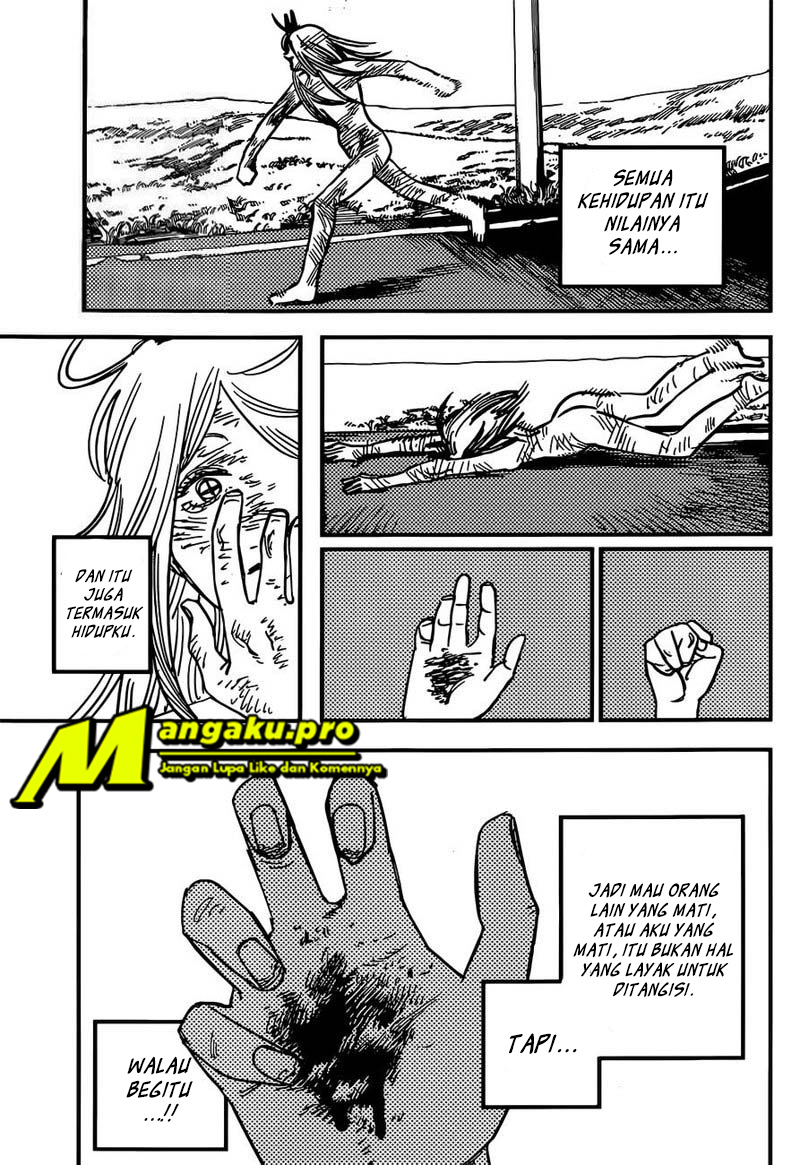 SEMUA
KEHIDUPAN ITU
NILAINYA
SAMA...
DAN ITU
JUGA
TERMASUK
HIDUPKU.
Mangaku.pro
Jangan Lupa Like dan Komennya
JADI MAU ORANG
LAIN YANG MATI,
ATAU AKU YANG
MATI, ITU BUKAN HAL
YANG LAYAK UNTUK
DITANGISI.
TAPI...
WALAU
BEGITU
...!!